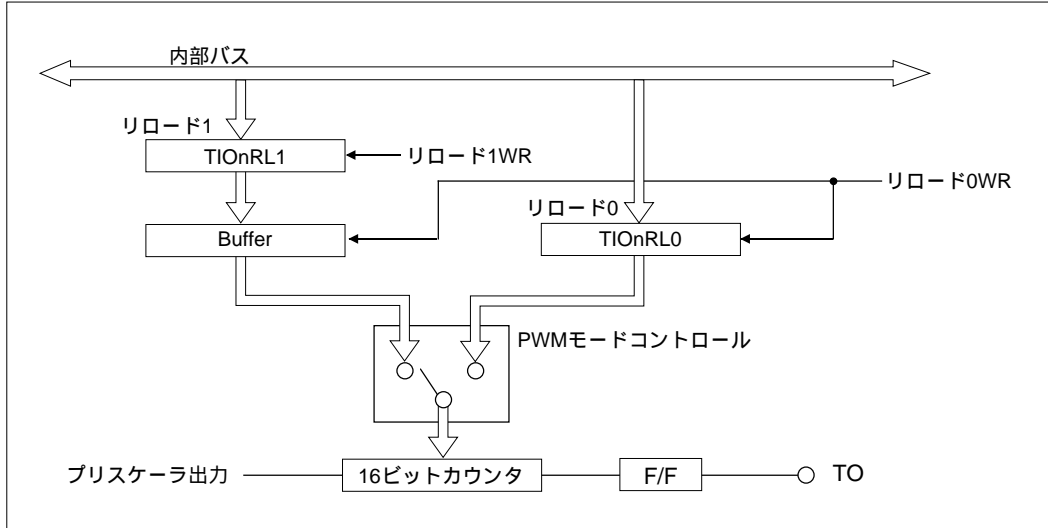 内部バス
リロード1
TIOnRL1
リロード1WR
リロード0WR
リロード0
Buffer
TIOnRL0
PWMモードコントロール
プリスケーラ出力
16ビットカウンタ
F/F
TO